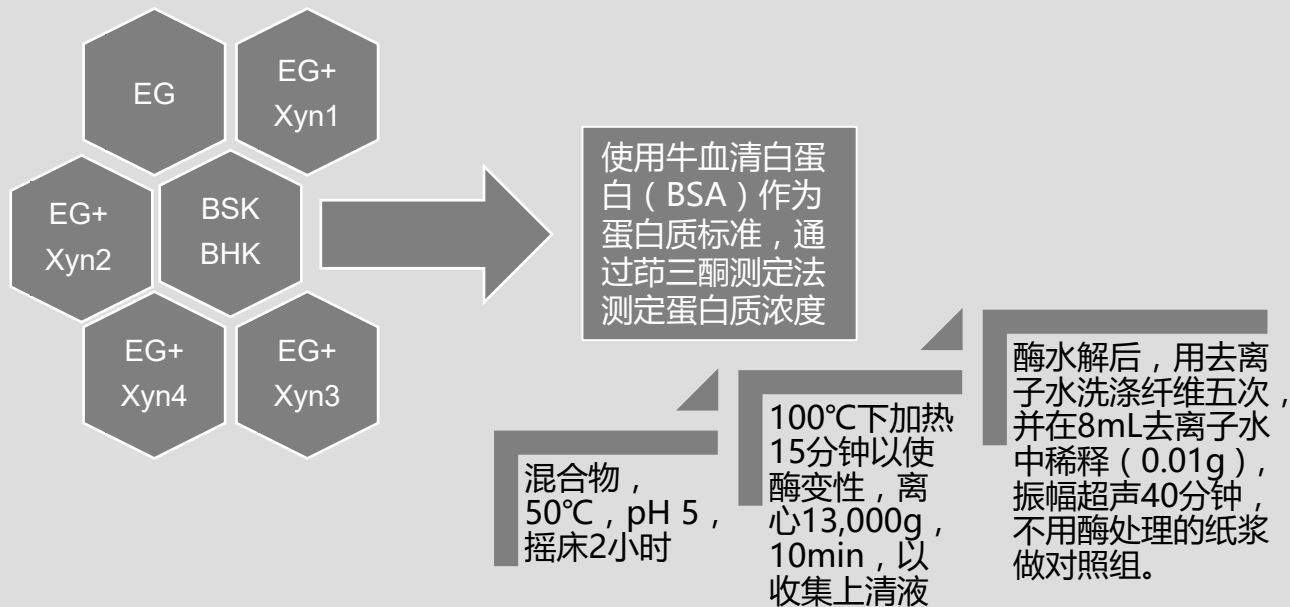 EG
EG+
Xyn1
EG+
Xyn2
BSK
BHK
EG+
Xyn4
EG+
Xyn3
使用牛血清白蛋
白（BSA）作为
蛋白质标准，通
过茚三酮测定法
测定蛋白质浓度
混合物，
50℃，pH 5，
摇床2小时
100℃下加热
15分钟以使
酶变性，离
心13,000g，
10min，以
收集上清液
酶水解后，用去离
子水洗涤纤维五次，
并在8mL去离子水
中稀释（0.01g），
振幅超声40分钟，
不用酶处理的纸浆
做对照组。